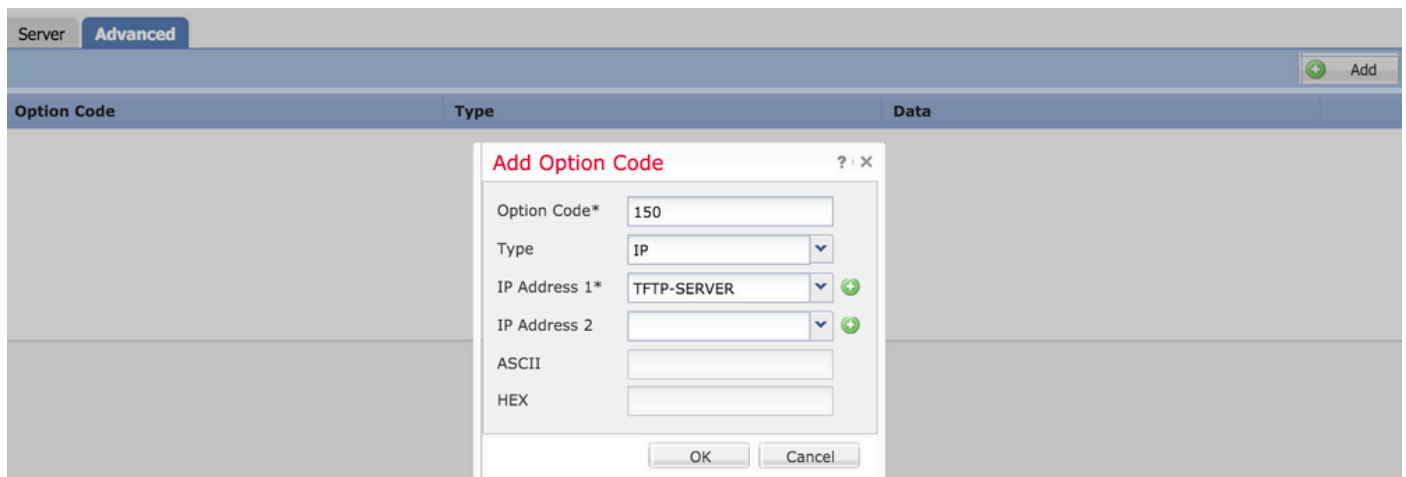 Server Advanced
Add
Option Code Type Data
Add Option Code ?
Option Code* 150
Type IP
IP Address 1* TFTP-SERVER
IP Address 2
ASCII
HEX
OK Cancel